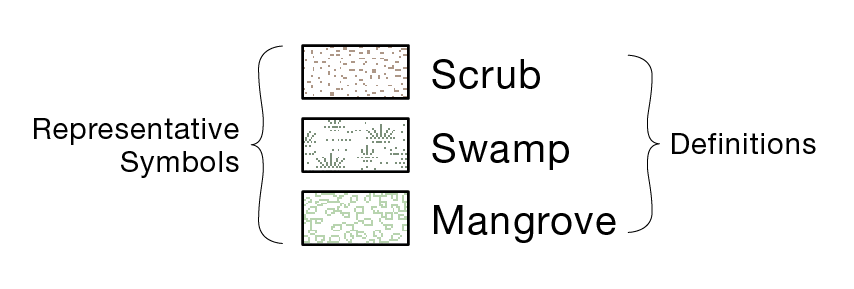 Representative
Symbols
Scrub
Swamp
Mangrove
Definitions